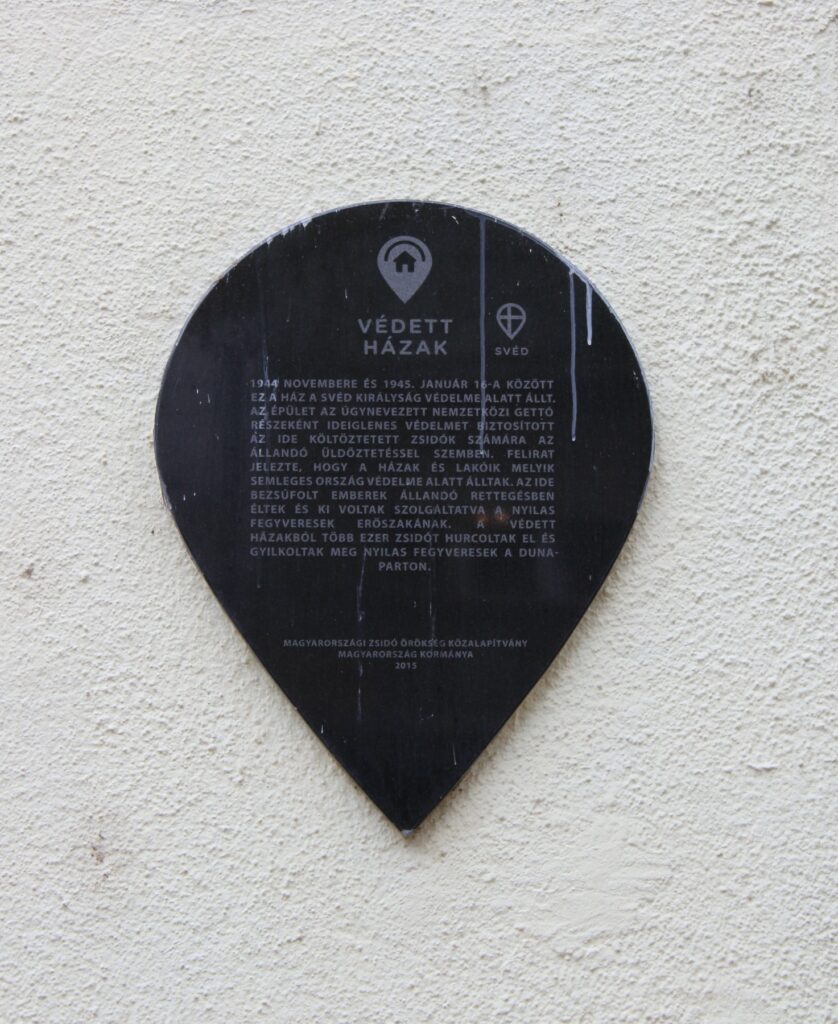 VÉDETT
HÁZAK
SVÉD
1944 NOVEMBERE ÉS 1945. JANUÁR 16-A KÖZÖTT
EZ A HÁZ A SVÉD KIRÁLYSÁG VÉDELME ALATT ÁLLT.
AZ ÉPÜLET AZ ÚGYNEVEZETT NEMZETKÖZI GETTÓ
RÉSZEKÉNT IDEIGLENES VÉDELMET BIZTOSÍTOTT
AZ IDE KÖLTÖZTETETT ZSIDÓK SZÁMÁRA AZ
ÁLLANDÓ ÜLDÖZTETÉSSEL SZEMBEN. FELIRAT
JELEZTE, HOGY A HÁZAK ÉS LAKÓIK MELYIK
SEMLEGES ORSZÁG VÉDELME ALATT ÁLLTAK. AZ IDE
BEZSÚFOLT EMBEREK ÁLLANDÓ RETTEGÉSBEN
ÉLTEK ÉS KI VOLTAK SZOLGÁLTATVA A NYILAS
FEGYVERESEK ERŐSZAKÁNAK. A VÉDETT
HÁZAKBÓL TÖBB EZER ZSIDÓT HURCOLTAK EL ÉS
GYILKOLTAK MEG NYILAS FEGYVERESEK A DUNA-
PARTON.
MAGYARORSZÁGI ZSIDÓ ÖRÖKSÉG KÖZALAPÍTVÁNY
MAGYARORSZÁG KORMÁNYA
2015